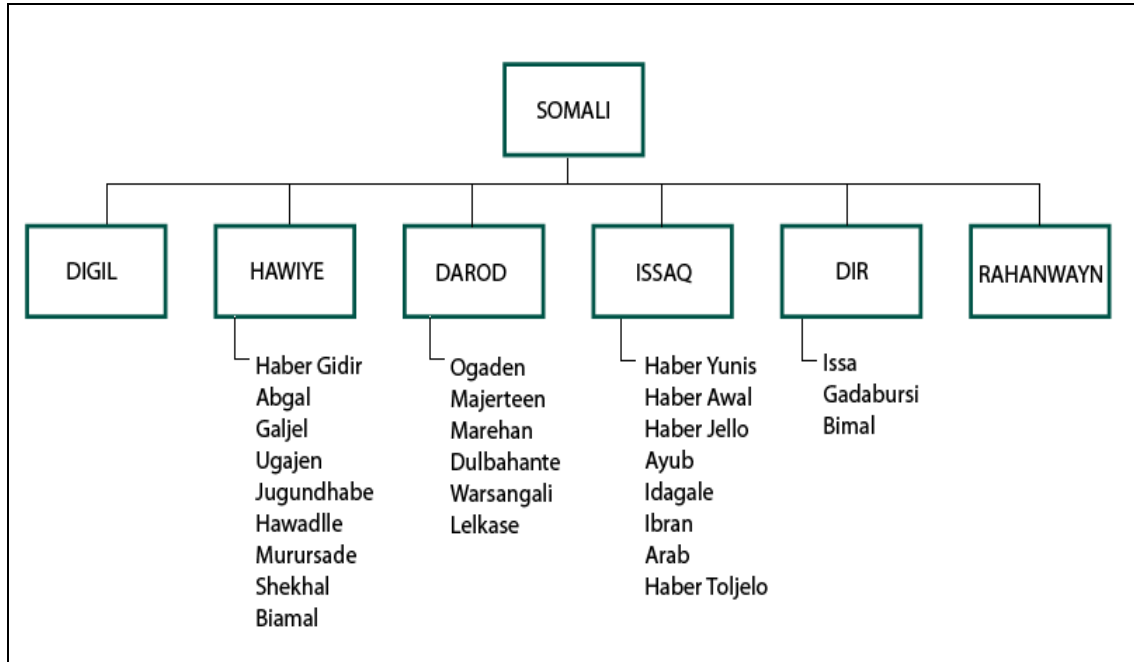 SOMALI
DIGIL
HAWIYE
DAROD
ISSAQ
DIR
RAHANWAYN
Haber Gidir
Abgal
Galjel
Ugajen
Jugundhabe
Hawadlle
Murursade
Shekhal
Biamal
Ogaden
Majerteen
Marehan
Dulbahante
Warsangali
Lelkase
Haber Yunis
Haber Awal
Haber Jello
Ayub
Idagale
Ibran
Arab
Haber Toljelo
Issa
Gadabursi
Bimal